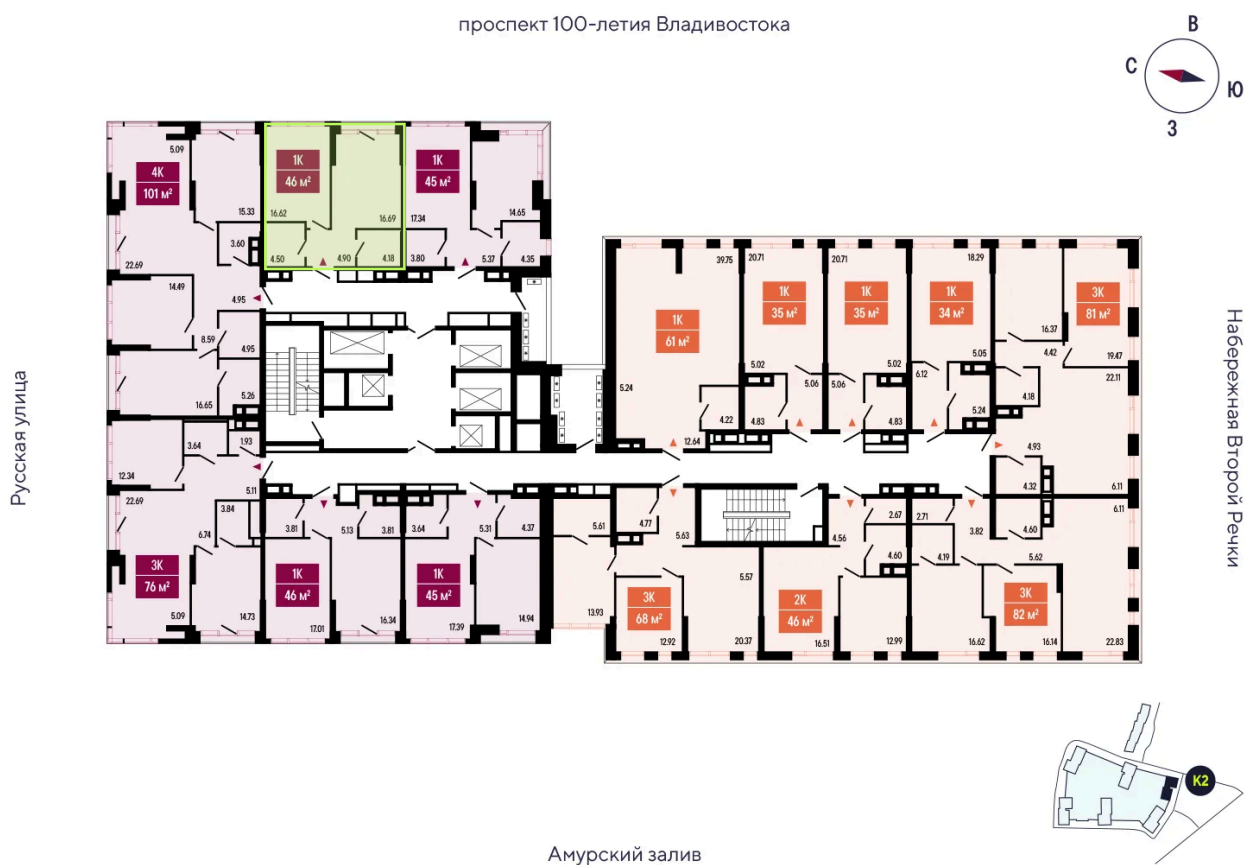 проспект 100-летия Владивостока
В
С
Ю
З
5.09
4К
101 м²
15.33
3.60
22.69
1К
46 м²
16.62
16.69
4.50
4.90
4.18
1К
45 м²
17.34
14.65
3.80
5.37
4.35
14.49
4.95
8.59
4.95
16.65
5.26
3.64
1.93
12.34
22.69
5.11
3.84
6.74
3К
76 м²
5.09
14.73
3.81
5.13
3.81
1К
46 м²
17.01
16.34
3.64
5.31
4.37
1К
45 м²
17.39
14.94
39.75
1К
61 м²
5.24
4.22
12.64
20.71
1К
35 м²
5.02
5.06
4.83
20.71
1К
35 м²
5.02
5.06
4.83
18.29
1К
34 м²
5.05
6.12
5.24
3К
81 м²
16.37
4.42
19.47
22.11
4.18
4.93
4.32
6.11
5.61
4.77
5.63
5.57
3К
68 м²
13.93
12.92
20.37
2.67
4.56
4.60
2К
46 м²
16.51
12.99
2.71
3.82
4.60
6.11
4.19
5.62
3К
82 м²
16.62
16.14
22.83
Русская улица
Набережная Второй Речки
К2
Амурский залив